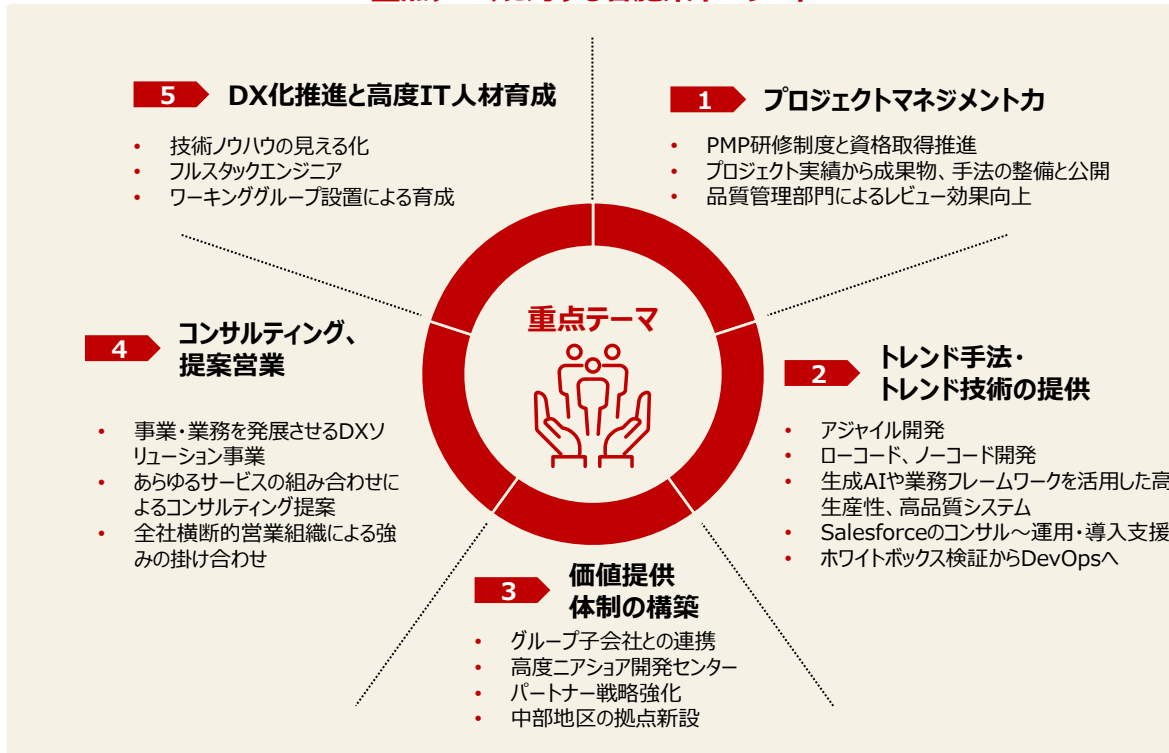 1 プロジェクトマネジメント力
• PMP研修制度と資格取得推進
• プロジェクト実績から成果物、手法の整備と公開
• 品質管理部門によるレビュー効果向上
2 トレンド手法・
トレンド技術の提供
• アジャイル開発
• ローコード、ノーコード開発
• 生成AIや業務フレームワークを活用した高
生産性、高品質システム
• Salesforceのコンサル～運用・導入支援
• ホワイトボックス検証からDevOpsへ
3 価値提供
体制の構築
• グループ子会社との連携
• 高度ニアショア開発センター
• パートナー戦略強化
• 中部地区の拠点新設
4 コンサルティング、
提案営業
• 事業・業務を発展させるDXソ
リューション事業
• あらゆるサービスの組み合わせに
よるコンサルティング提案
• 全社横断的営業組織による強
みの掛け合わせ
5 DX化推進と高度IT人材育成
• 技術ノウハウの見える化
• フルスタックエンジニア
• ワーキンググループ設置による育成
重点テーマ